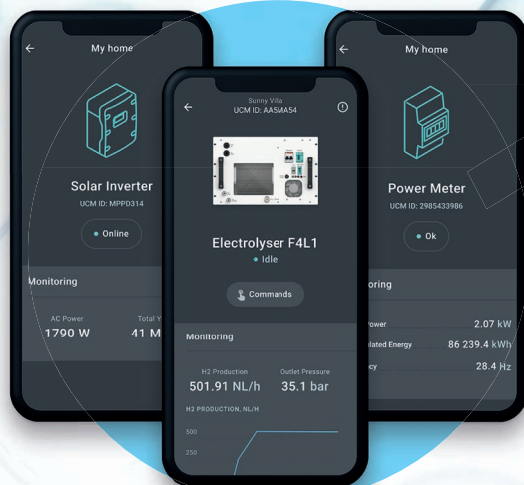 My home
Solar Inverter
UCM ID: MPPD314
Online
Monitoring
AC Power
Total Y
1790 W
41 M
Sunny Villa
UCM ID: AA5MA54
Electrolyser F4L1
Idle
Commands
Monitoring
H2 Production
Outlet Pressure
501.91 NL/h
35.1 bar
H2 PRODUCTION, NL/H
500
250
My home
Power Meter
UCM ID: 2985433986
Ok
oring
Power 2.07 kW
ulated Energy 86 239.4 kWh
cy 28.4 Hz